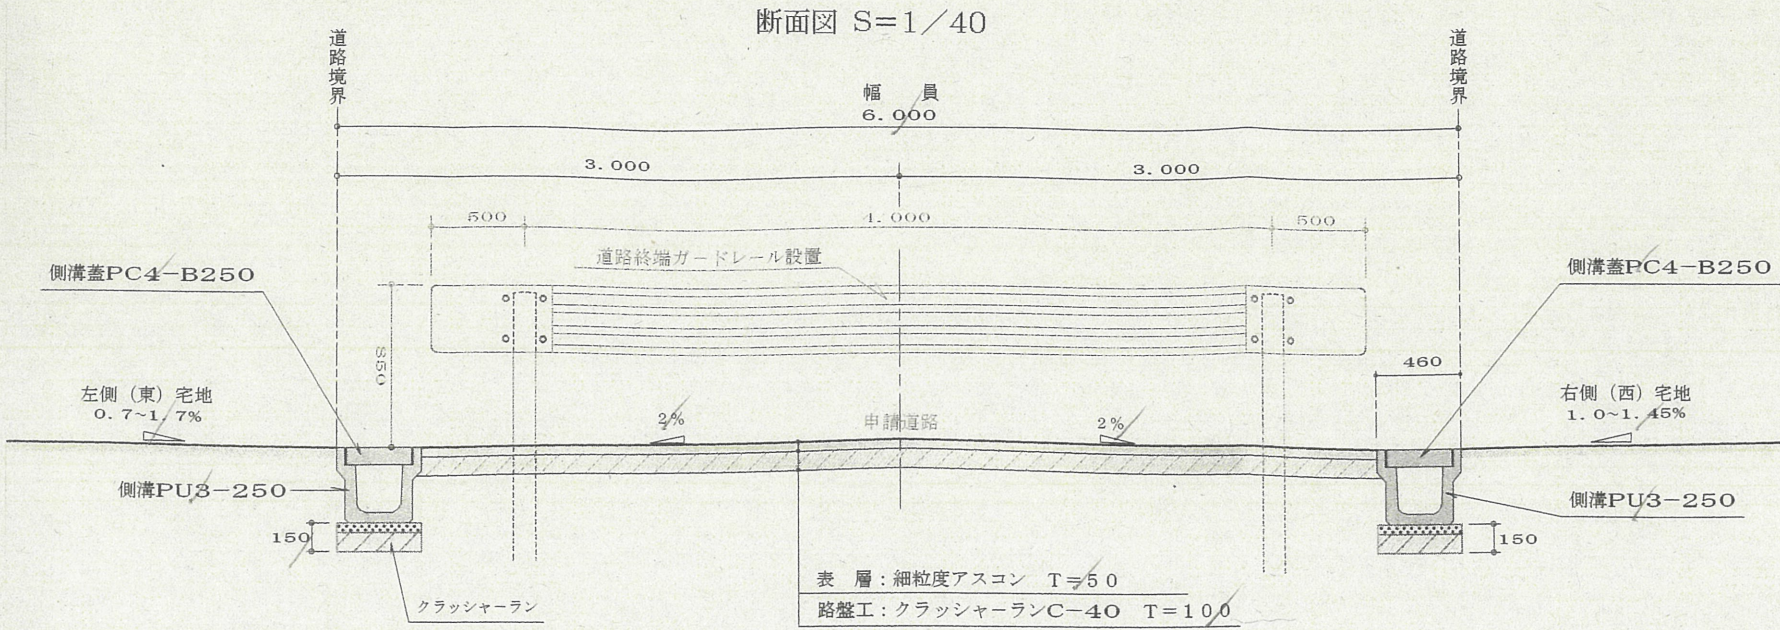 断面図 S=1/40
道路境界
道路境界
幅 員
6.000
3.000
3.000
500
4.000
500
道路終端ガードレール設置
側溝蓋PC4-B250
側溝蓋PC4-B250
850
460
左側（東）宅地
0.7~1.7%
右側（西）宅地
1.0~1.45%
2%
申請道路
2%
側溝PU3-250
側溝PU3-250
150
150
表 層：細粒度アスコン T=50
クラッシャーラン
路盤工：クラッシャーランC-40 T=100